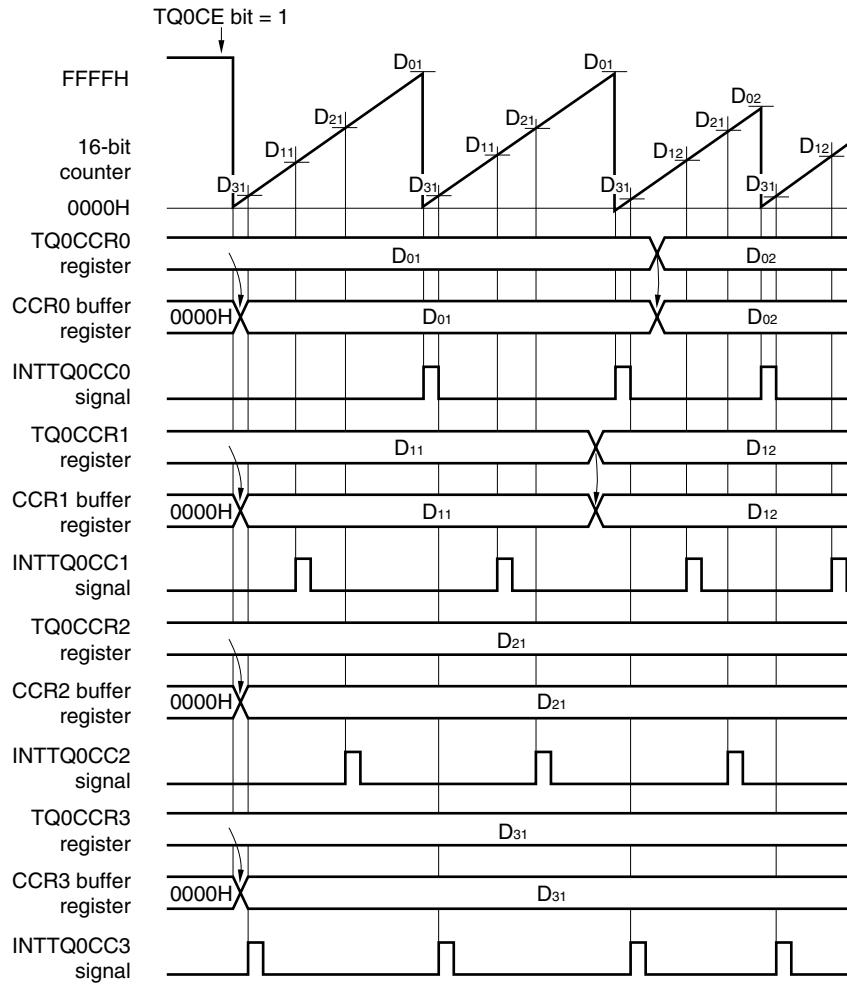 TQ0CE bit = 1
FFFFH
16-bit
counter
0000H
D01 D01
D02
D21 D21 D21
D11 D11 D12 D12
D31 D31 D31 D31
TQ0CCR0
register
D01 D02
CCR0 buffer
register
0000H D01 D02
INTTQ0CC0
signal
TQ0CCR1
register
D11 D12
CCR1 buffer
register
0000H D11 D12
INTTQ0CC1
signal
TQ0CCR2
register
D21
CCR2 buffer
register
0000H D21
INTTQ0CC2
signal
TQ0CCR3
register
D31
CCR3 buffer
register
0000H D31
INTTQ0CC3
signal